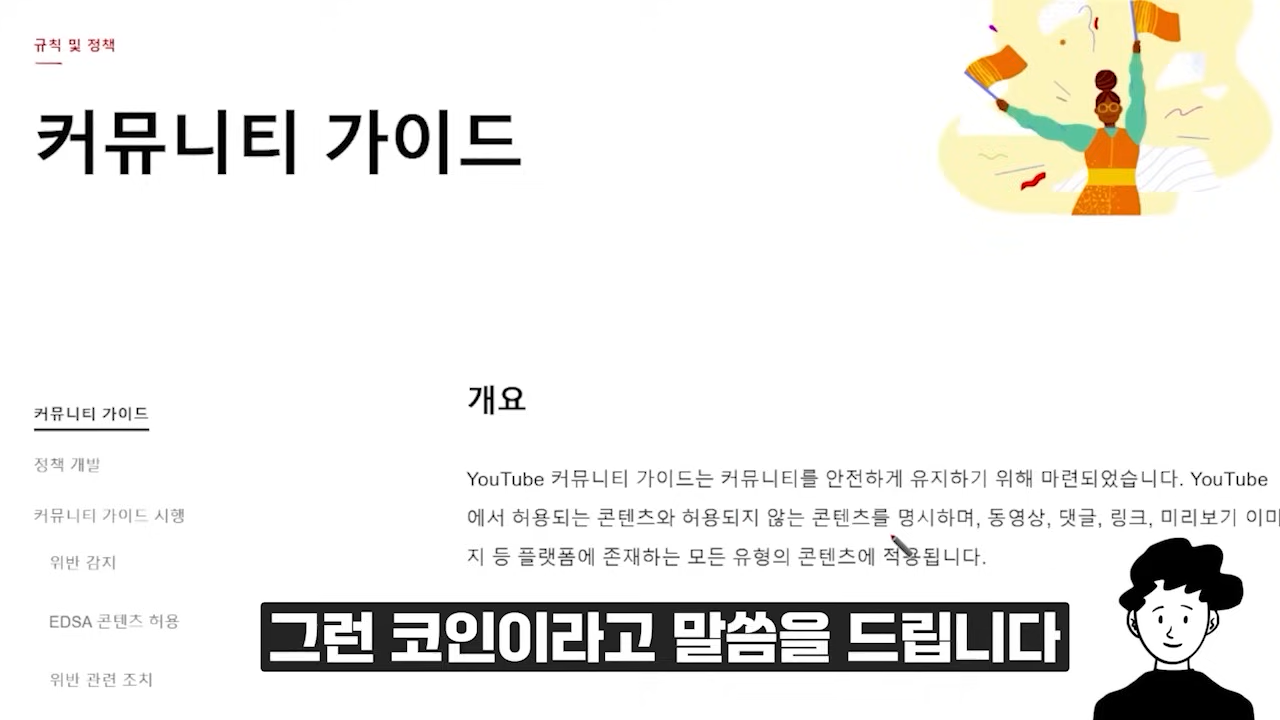 규칙 및 정책
커뮤니티 가이드
커뮤니티 가이드
정책 개발
커뮤니티 가이드 시행
위반 감지
EDSA 콘텐츠 허용
위반 관련 조치
개요
YouTube 커뮤니티 가이드는 커뮤니티를 안전하게 유지하기 위해 마련되었습니다. YouTube
에서 허용되는 콘텐츠와 허용되지 않는 콘텐츠를 명시하며, 동영상, 댓글, 링크, 미리보기 이미
지 등 플랫폼에 존재하는 모든 유형의 콘텐츠에 적용됩니다.
그런 코인이라고 말씀을 드립니다